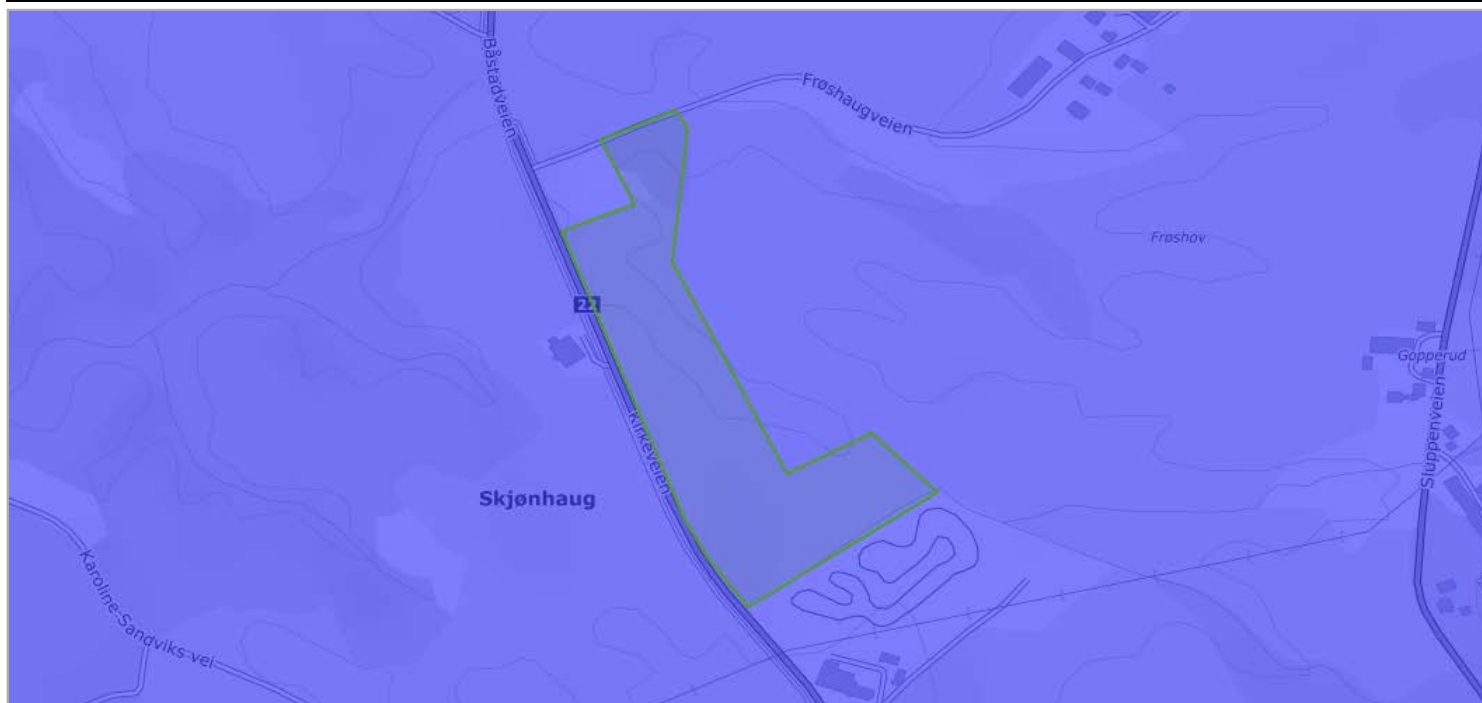 Båstadveien
Frøshaugveien
Frøshov
22
Gopperud
Sluppenveien
Kirkeveien
Skjønhaug
Karoline-Sandviks vei